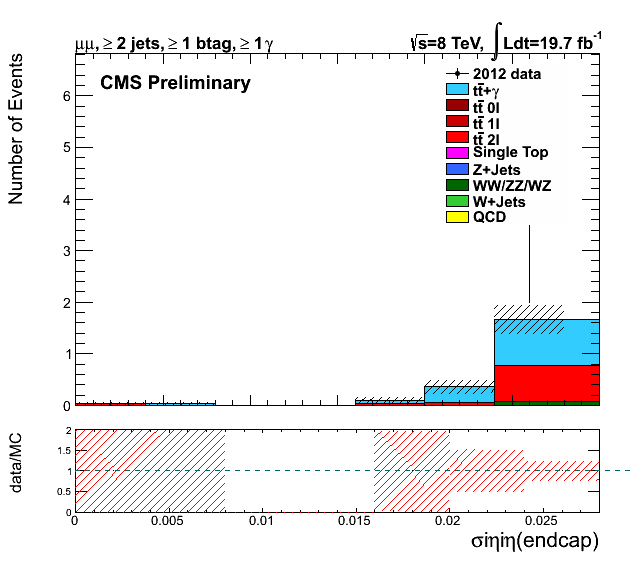 μμ, ≥ 2 jets, ≥ 1 btag, ≥ 1 γ
√s=8 TeV, ∫ Ldt=19.7 fb⁻¹
CMS Preliminary
2012 data
tt̄+γ
tt̄ 0l
tt̄ 1l
tt̄ 2l
Single Top
Z+Jets
WW/ZZ/WZ
W+Jets
QCD
Number of Events
6
5
4
3
2
1
0
data/MC
2
1.5
1
0.5
0
0 0.005 0.01 0.015 0.02 0.025
σiηiη(endcap)